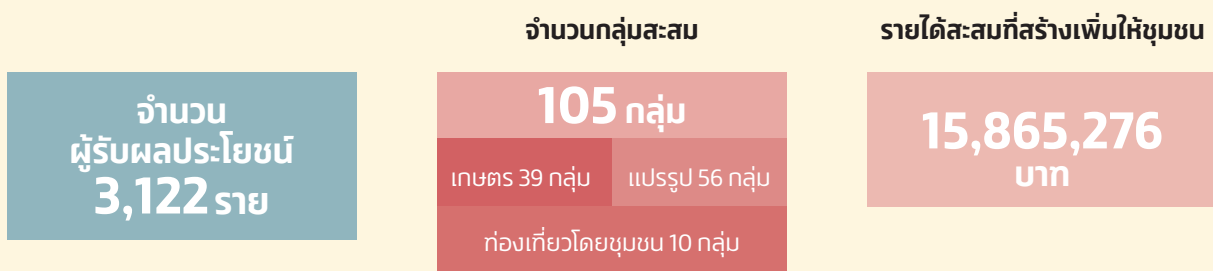 จำนวนกลุ่มสะสม
รายได้สะสมที่สร้างเพิ่มให้ชุมชน
จำนวน
ผู้รับผลประโยชน์
3,122 ราย
105 กลุ่ม
เกษตร 39 กลุ่ม
แปรรูป 56 กลุ่ม
ท่องเที่ยวโดยชุมชน 10 กลุ่ม
15,865,276
บาท